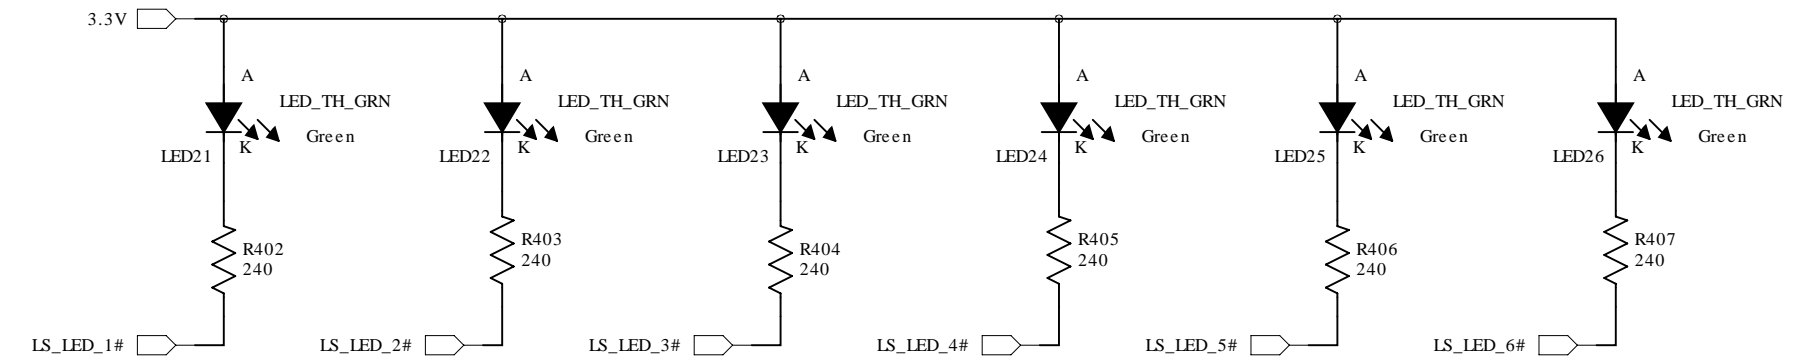 3.3V
A
LED_TH_GRN
Green
K
LED21
R402
240
LS_LED_1#
A
LED_TH_GRN
Green
K
LED22
R403
240
LS_LED_2#
A
LED_TH_GRN
Green
K
LED23
R404
240
LS_LED_3#
A
LED_TH_GRN
Green
K
LED24
R405
240
LS_LED_4#
A
LED_TH_GRN
Green
K
LED25
R406
240
LS_LED_5#
A
LED_TH_GRN
Green
K
LED26
R407
240
LS_LED_6#